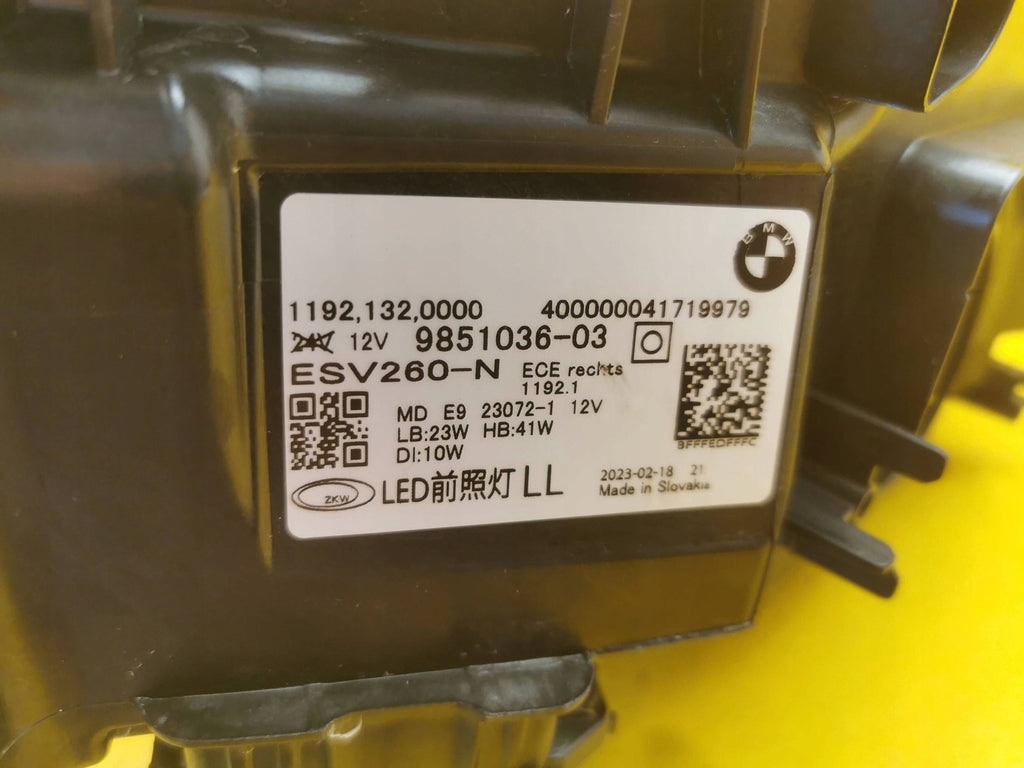 BMW
1192,132,0000 400000041719979
24V 12V 9851036-03
ESV260-N ECE rechts
1192.1
MD E9 23072-1 12V
LB:23W HB:41W
DI:10W
BFFFEDFFFC
ZKW LED前照灯 LL
2023-02-18 21
Made in Slovakia